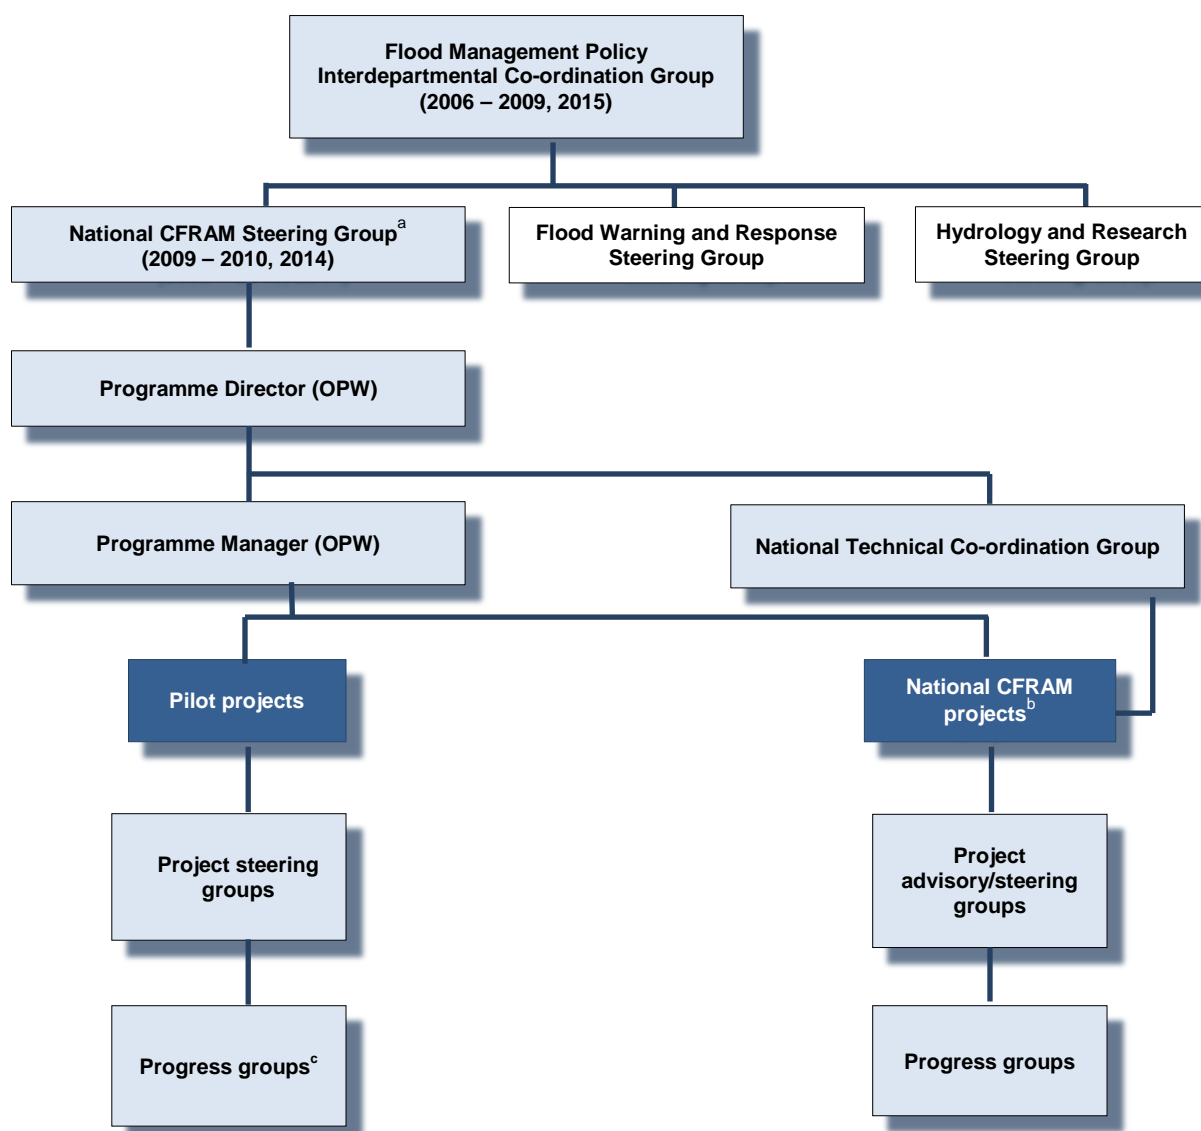 Flood Management Policy
Interdepartmental Co-ordination Group
(2006 – 2009, 2015)
National CFRAM Steering Group^a
(2009 – 2010, 2014)
Flood Warning and Response
Steering Group
Hydrology and Research
Steering Group
Programme Director (OPW)
Programme Manager (OPW)
National Technical Co-ordination Group
Pilot projects
National CFRAM
projects^b
Project steering
groups
Project
advisory/steering
groups
Progress groups^c
Progress groups